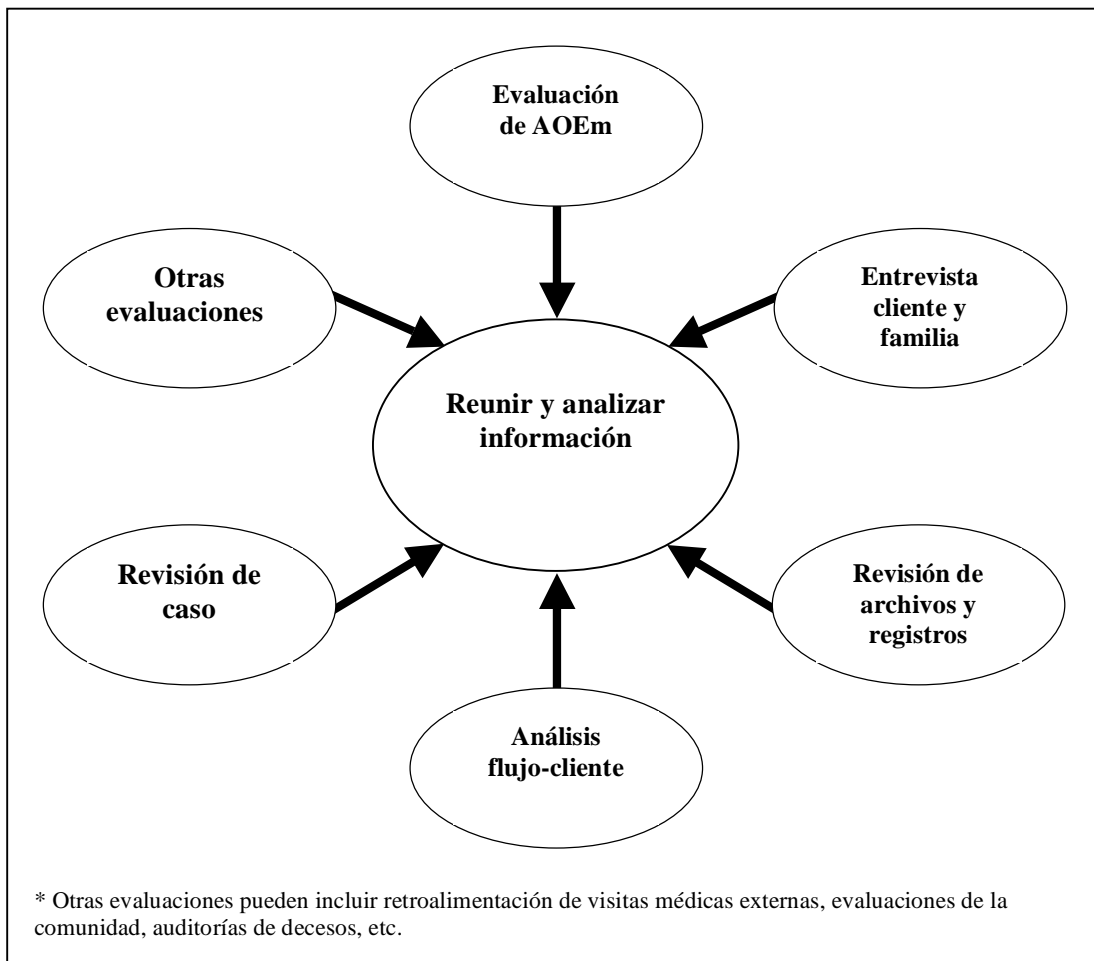 Evaluación
de AOEm
Otras
evaluaciones
Entrevista
cliente y
familia
Reunir y analizar
información
Revisión de
caso
Revisión de
archivos y
registros
Análisis
flujo-cliente
* Otras evaluaciones pueden incluir retroalimentación de visitas médicas externas, evaluaciones de la
comunidad, auditorías de decesos, etc.